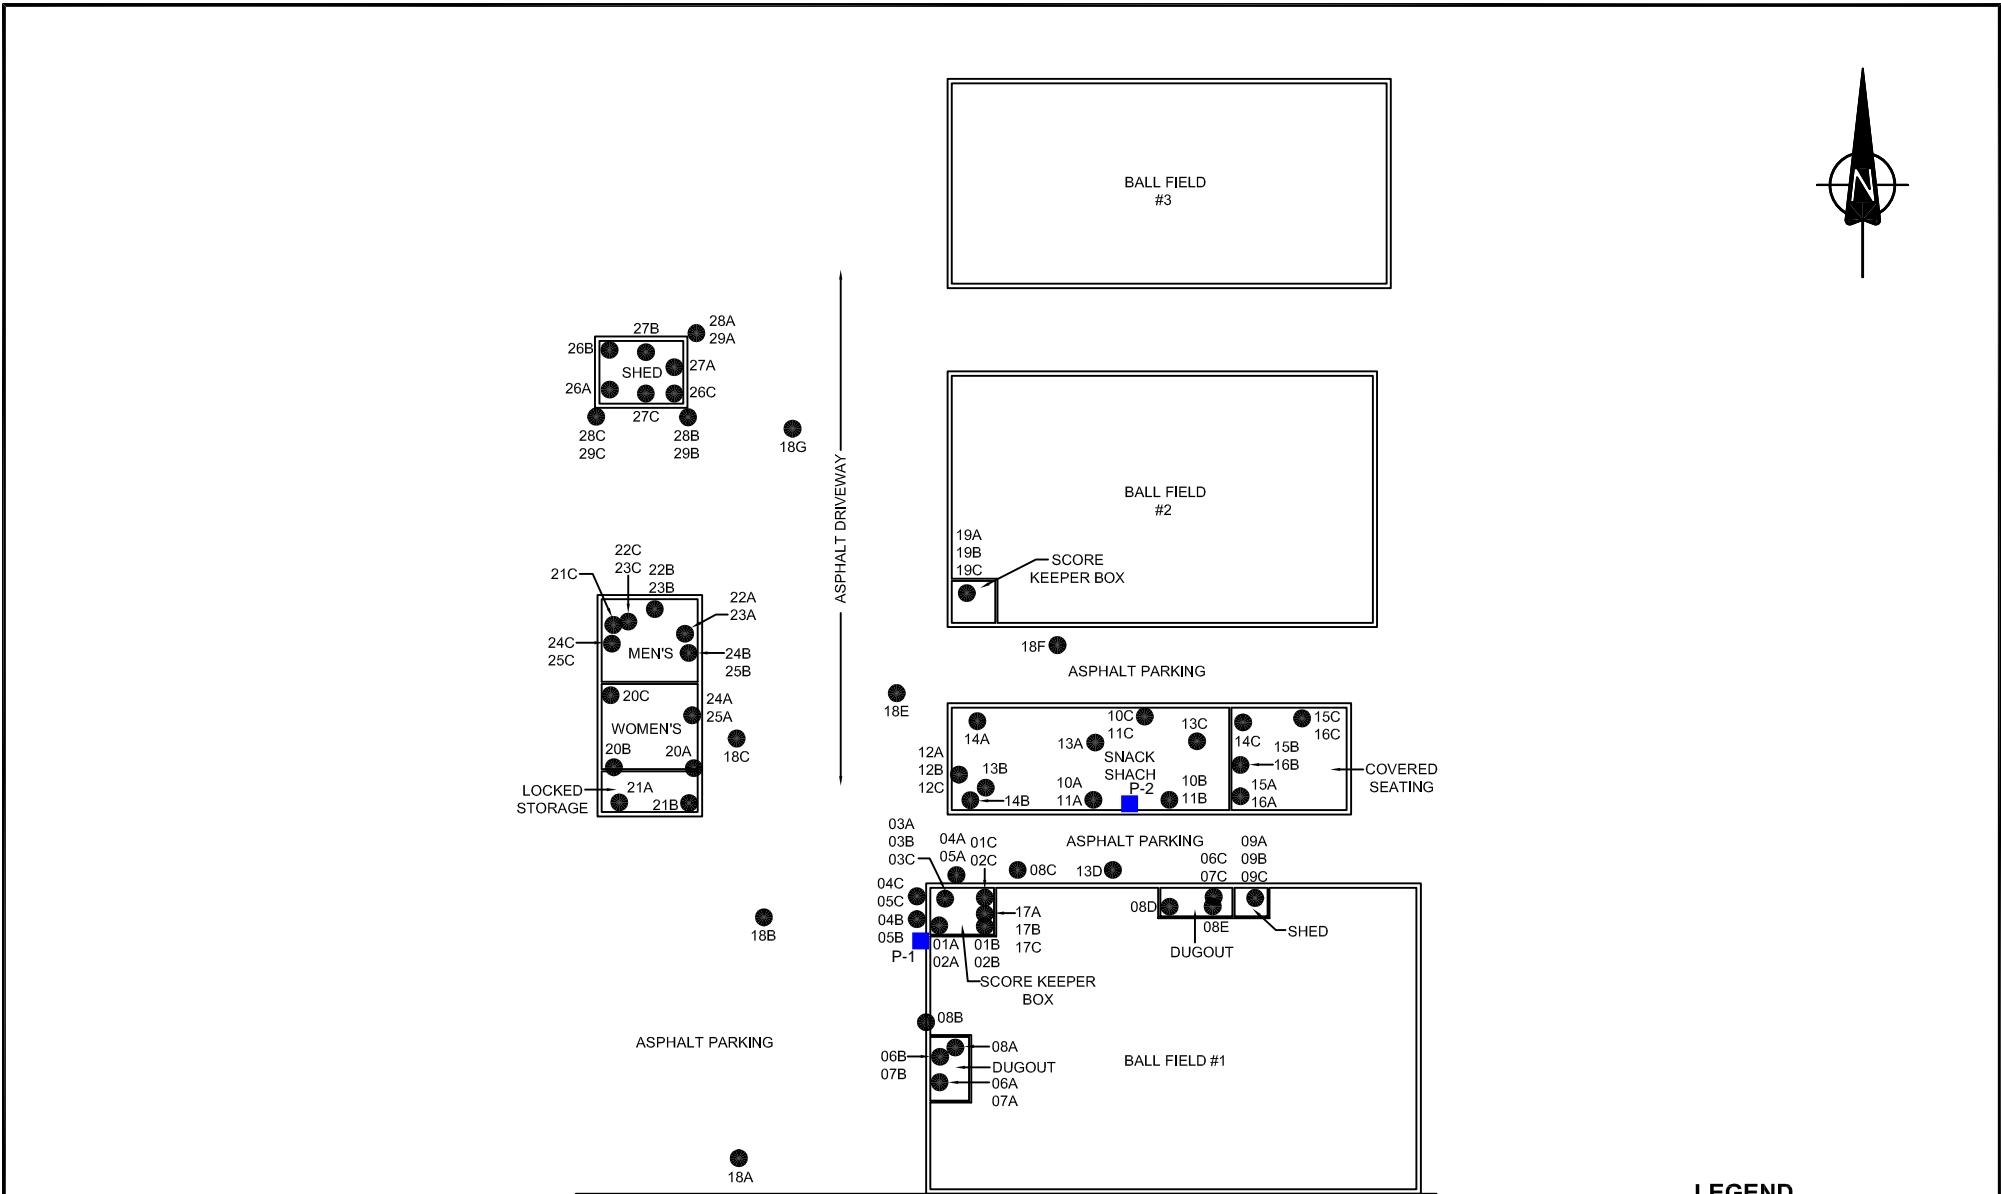 BALL FIELD
#3
N
27B
28A
29A
26B
SHED
27A
26A
26C
27C
28C
29C
28B
29B
18G
ASPHALT DRIVEWAY
BALL FIELD
#2
19A
19B
19C
SCORE
KEEPER BOX
22C
23C
22B
23B
21C
22A
23A
24C
25C
MEN'S
24B
25B
18F
ASPHALT PARKING
20C
24A
25A
WOMEN'S
18E
20B
20A
18C
14A
10C
11C
13C
13A
14C
15C
16C
SNACK
SHACH
15B
16B
12A
12B
12C
13B
14B
10A
11A
P-2
10B
11B
15A
16A
COVERED
SEATING
LOCKED
STORAGE
21A
21B
ASPHALT PARKING
03A
03B
03C
04A
05A
01C
02C
08C
13D
06C
07C
09A
09B
09C
04C
05C
04B
05B
P-1
17A
17B
17C
01A
02A
01B
02B
08D
08E
SHED
DUGOUT
18B
SCORE KEEPER
BOX
08B
ASPHALT PARKING
08A
06B
07B
DUGOUT
06A
07A
BALL FIELD #1
18A
LEGEND